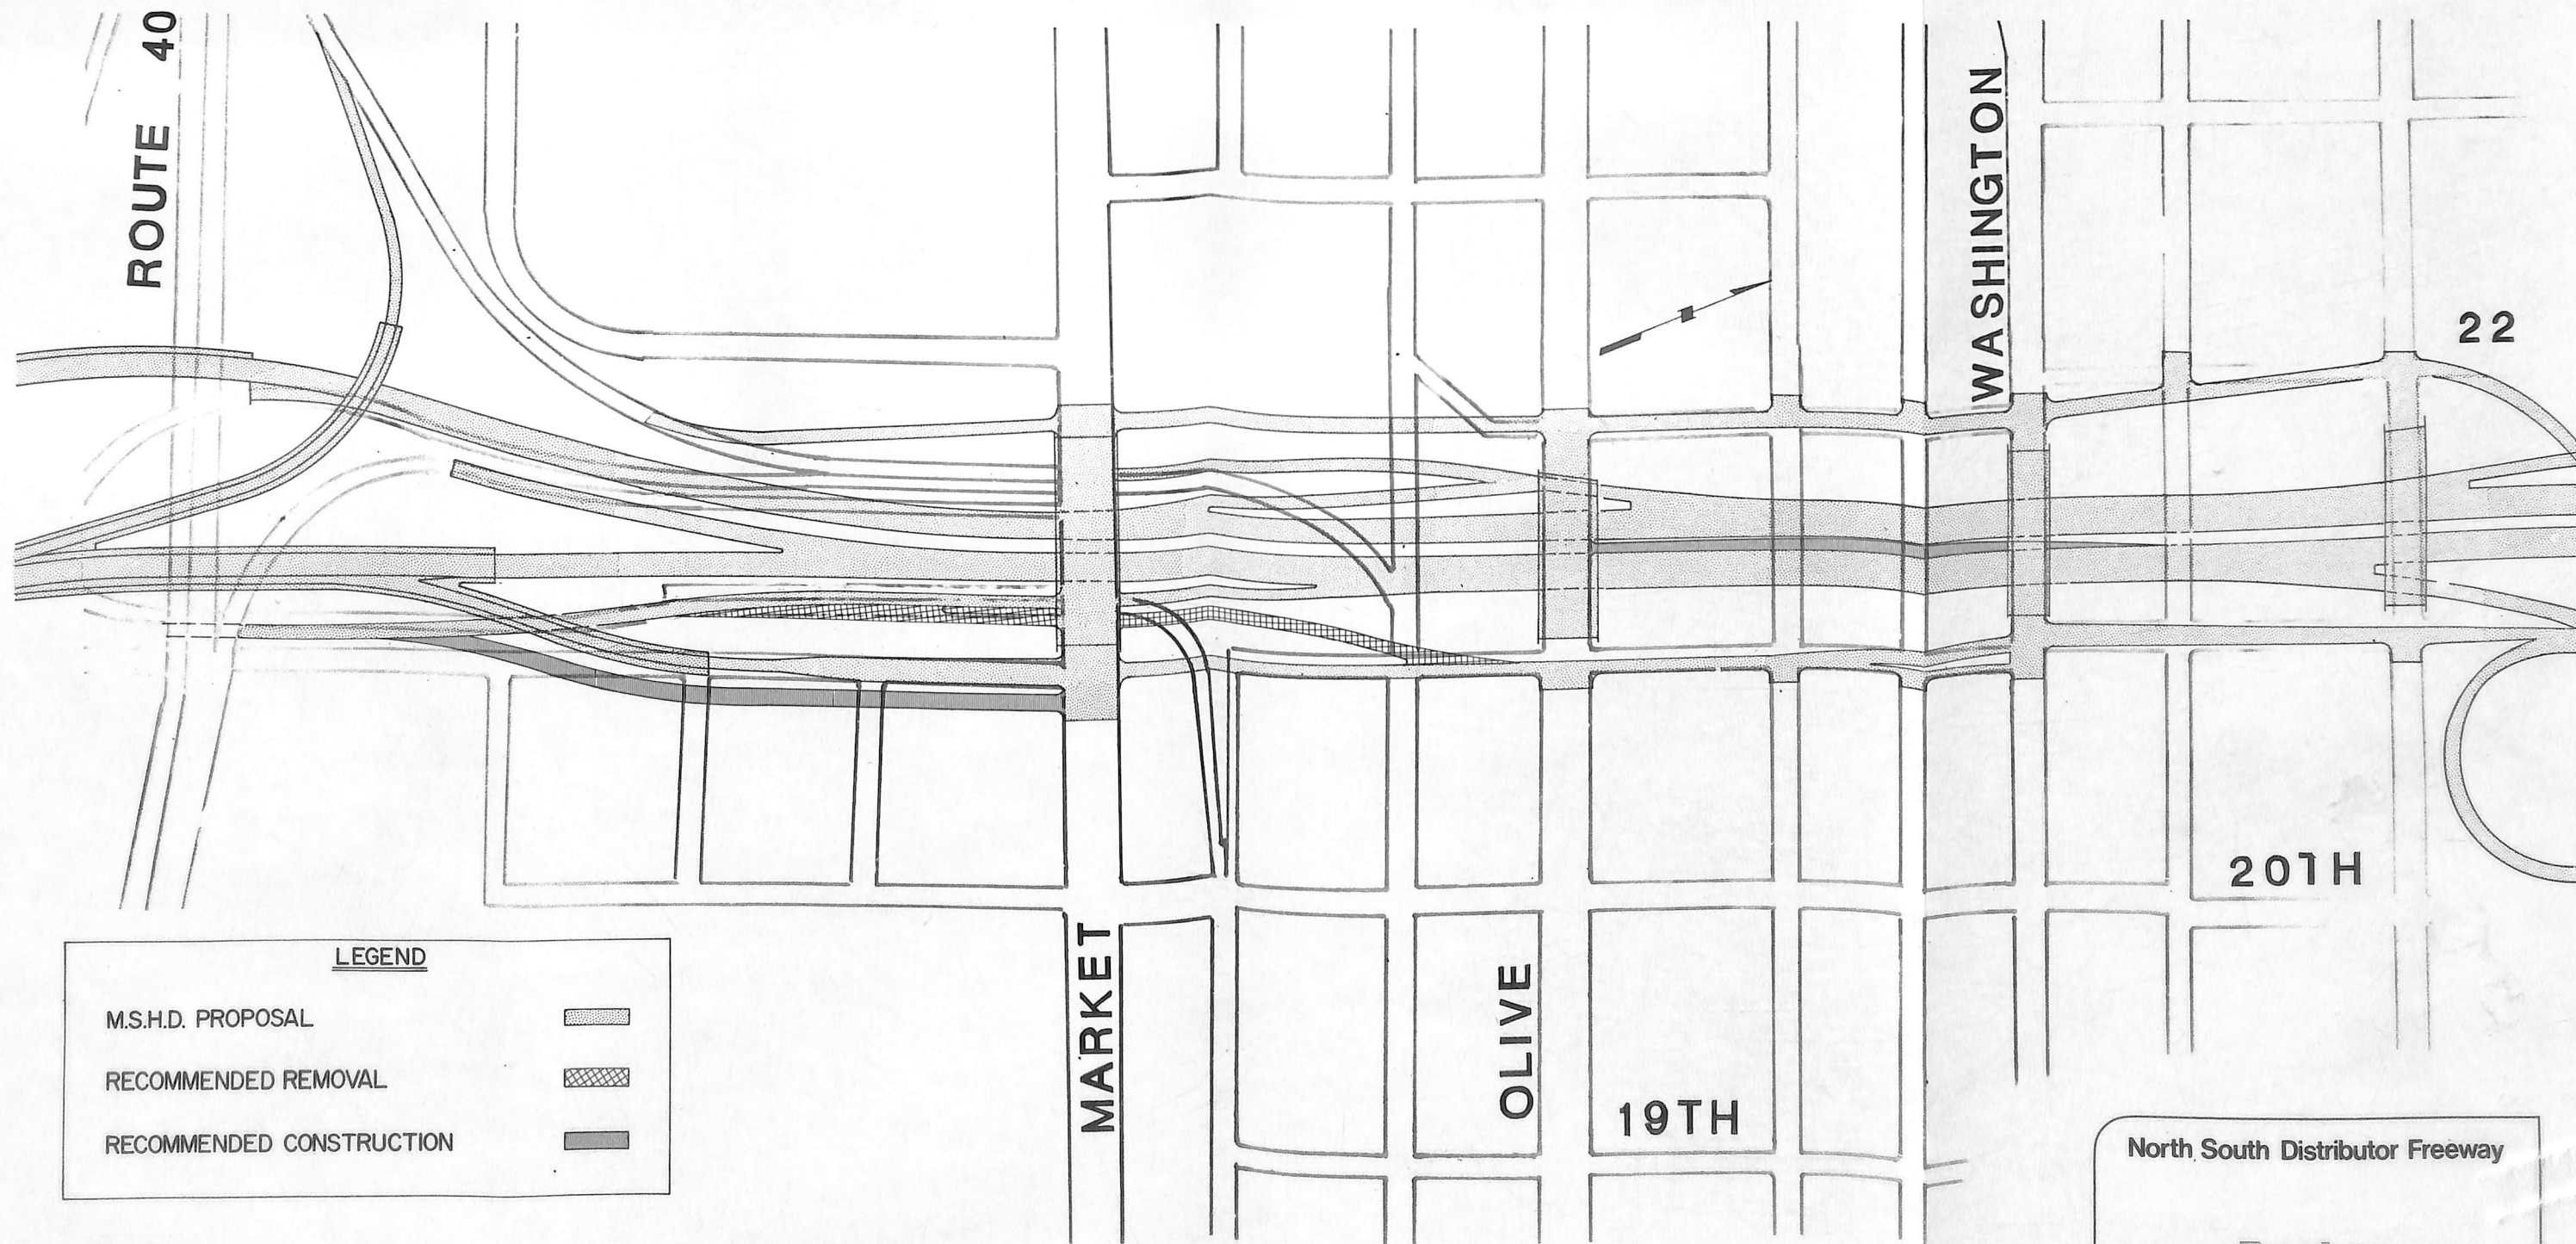 ROUTE 40
WASHINGTON
22
20TH
MARKET
OLIVE
19TH
LEGEND
M.S.H.D. PROPOSAL
RECOMMENDED REMOVAL
RECOMMENDED CONSTRUCTION
North South Distributor Freeway